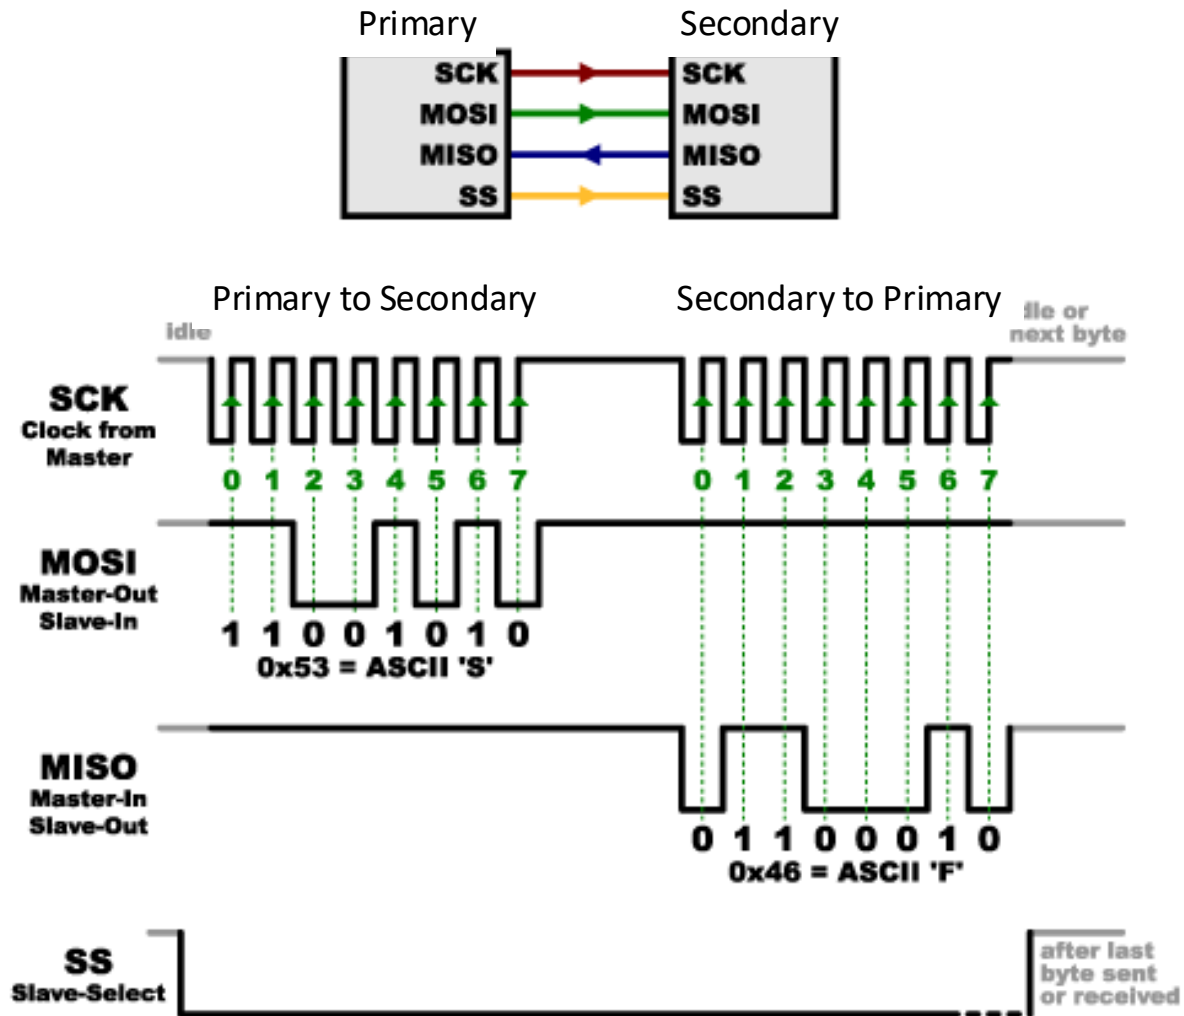 Primary Secondary
SCK SCK
MOSI MOSI
MISO MISO
SS SS
Primary to Secondary Secondary to Primary
idle
idle or
next byte
SCK
Clock from
Master
0 1 2 3 4 5 6 7 0 1 2 3 4 5 6 7
MOSI
Master-Out
Slave-In
1 1 0 0 1 0 1 0
0x53 = ASCII 'S'
MISO
Master-In
Slave-Out
0 1 1 0 0 0 1 0
0x46 = ASCII 'F'
SS
Slave-Select
after last
byte sent
or received